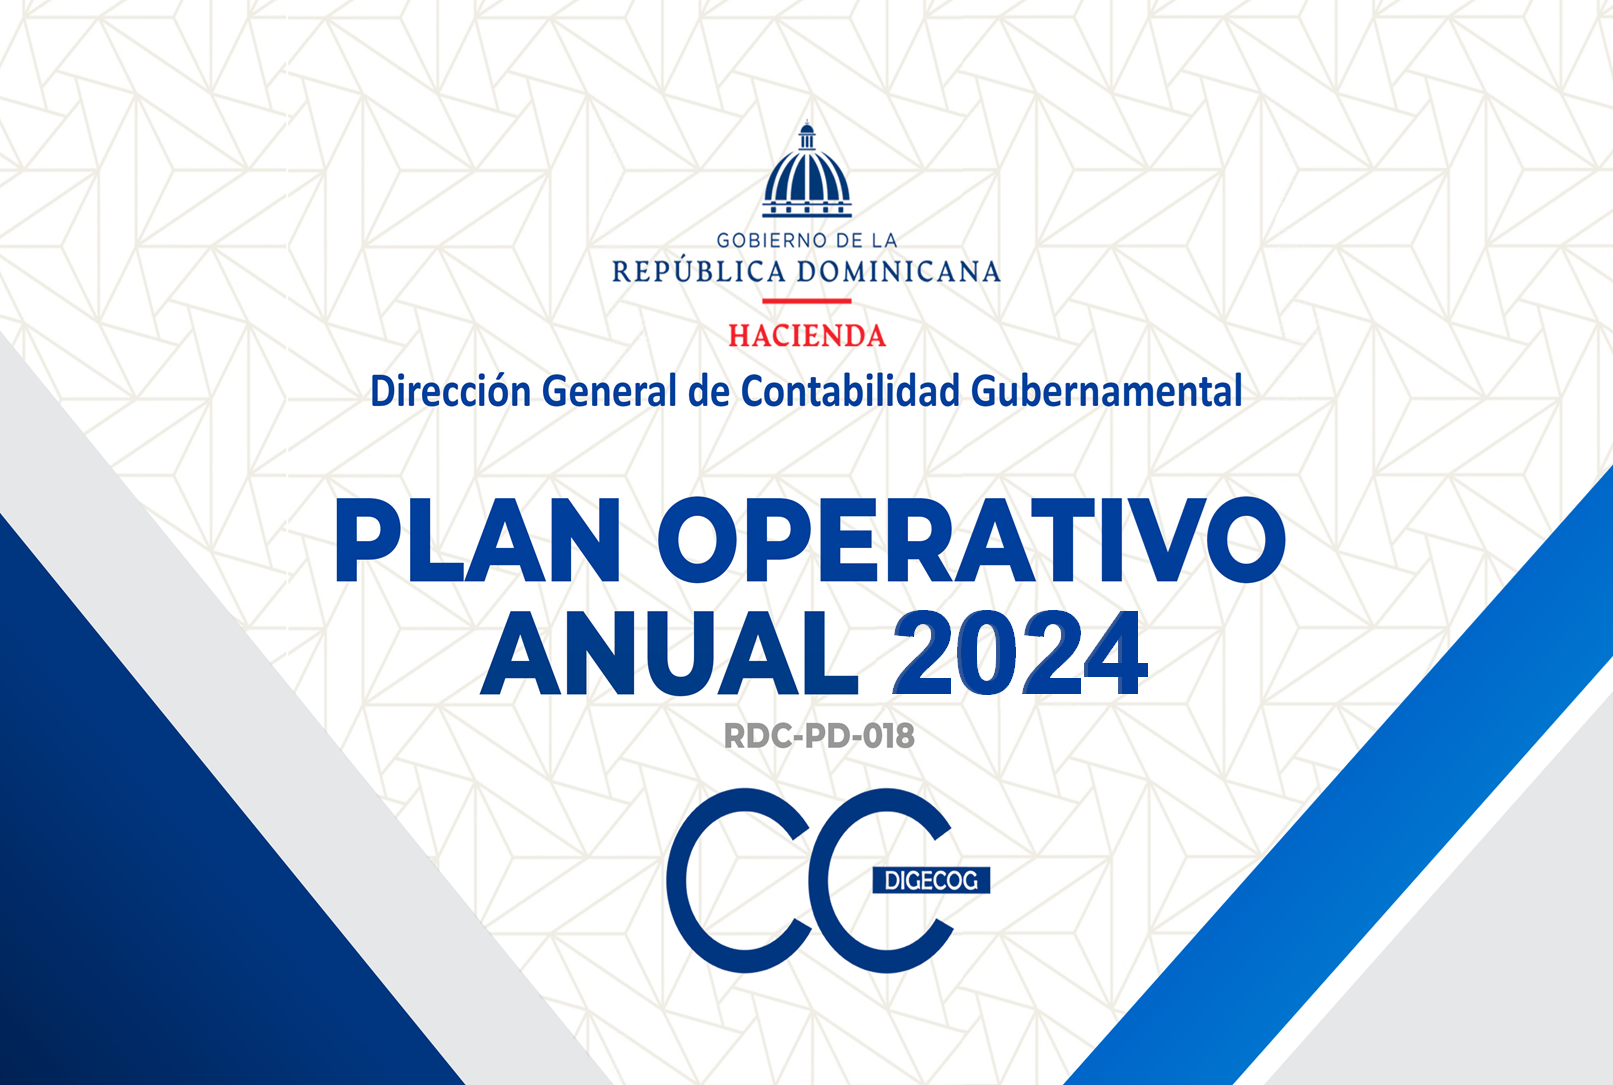 GOBIERNO DE LA
REPÚBLICA DOMINICANA
HACIENDA
Dirección General de Contabilidad Gubernamental
PLAN OPERATIVO
ANUAL 2024
RDC-PD-018
CC
DIGECOG